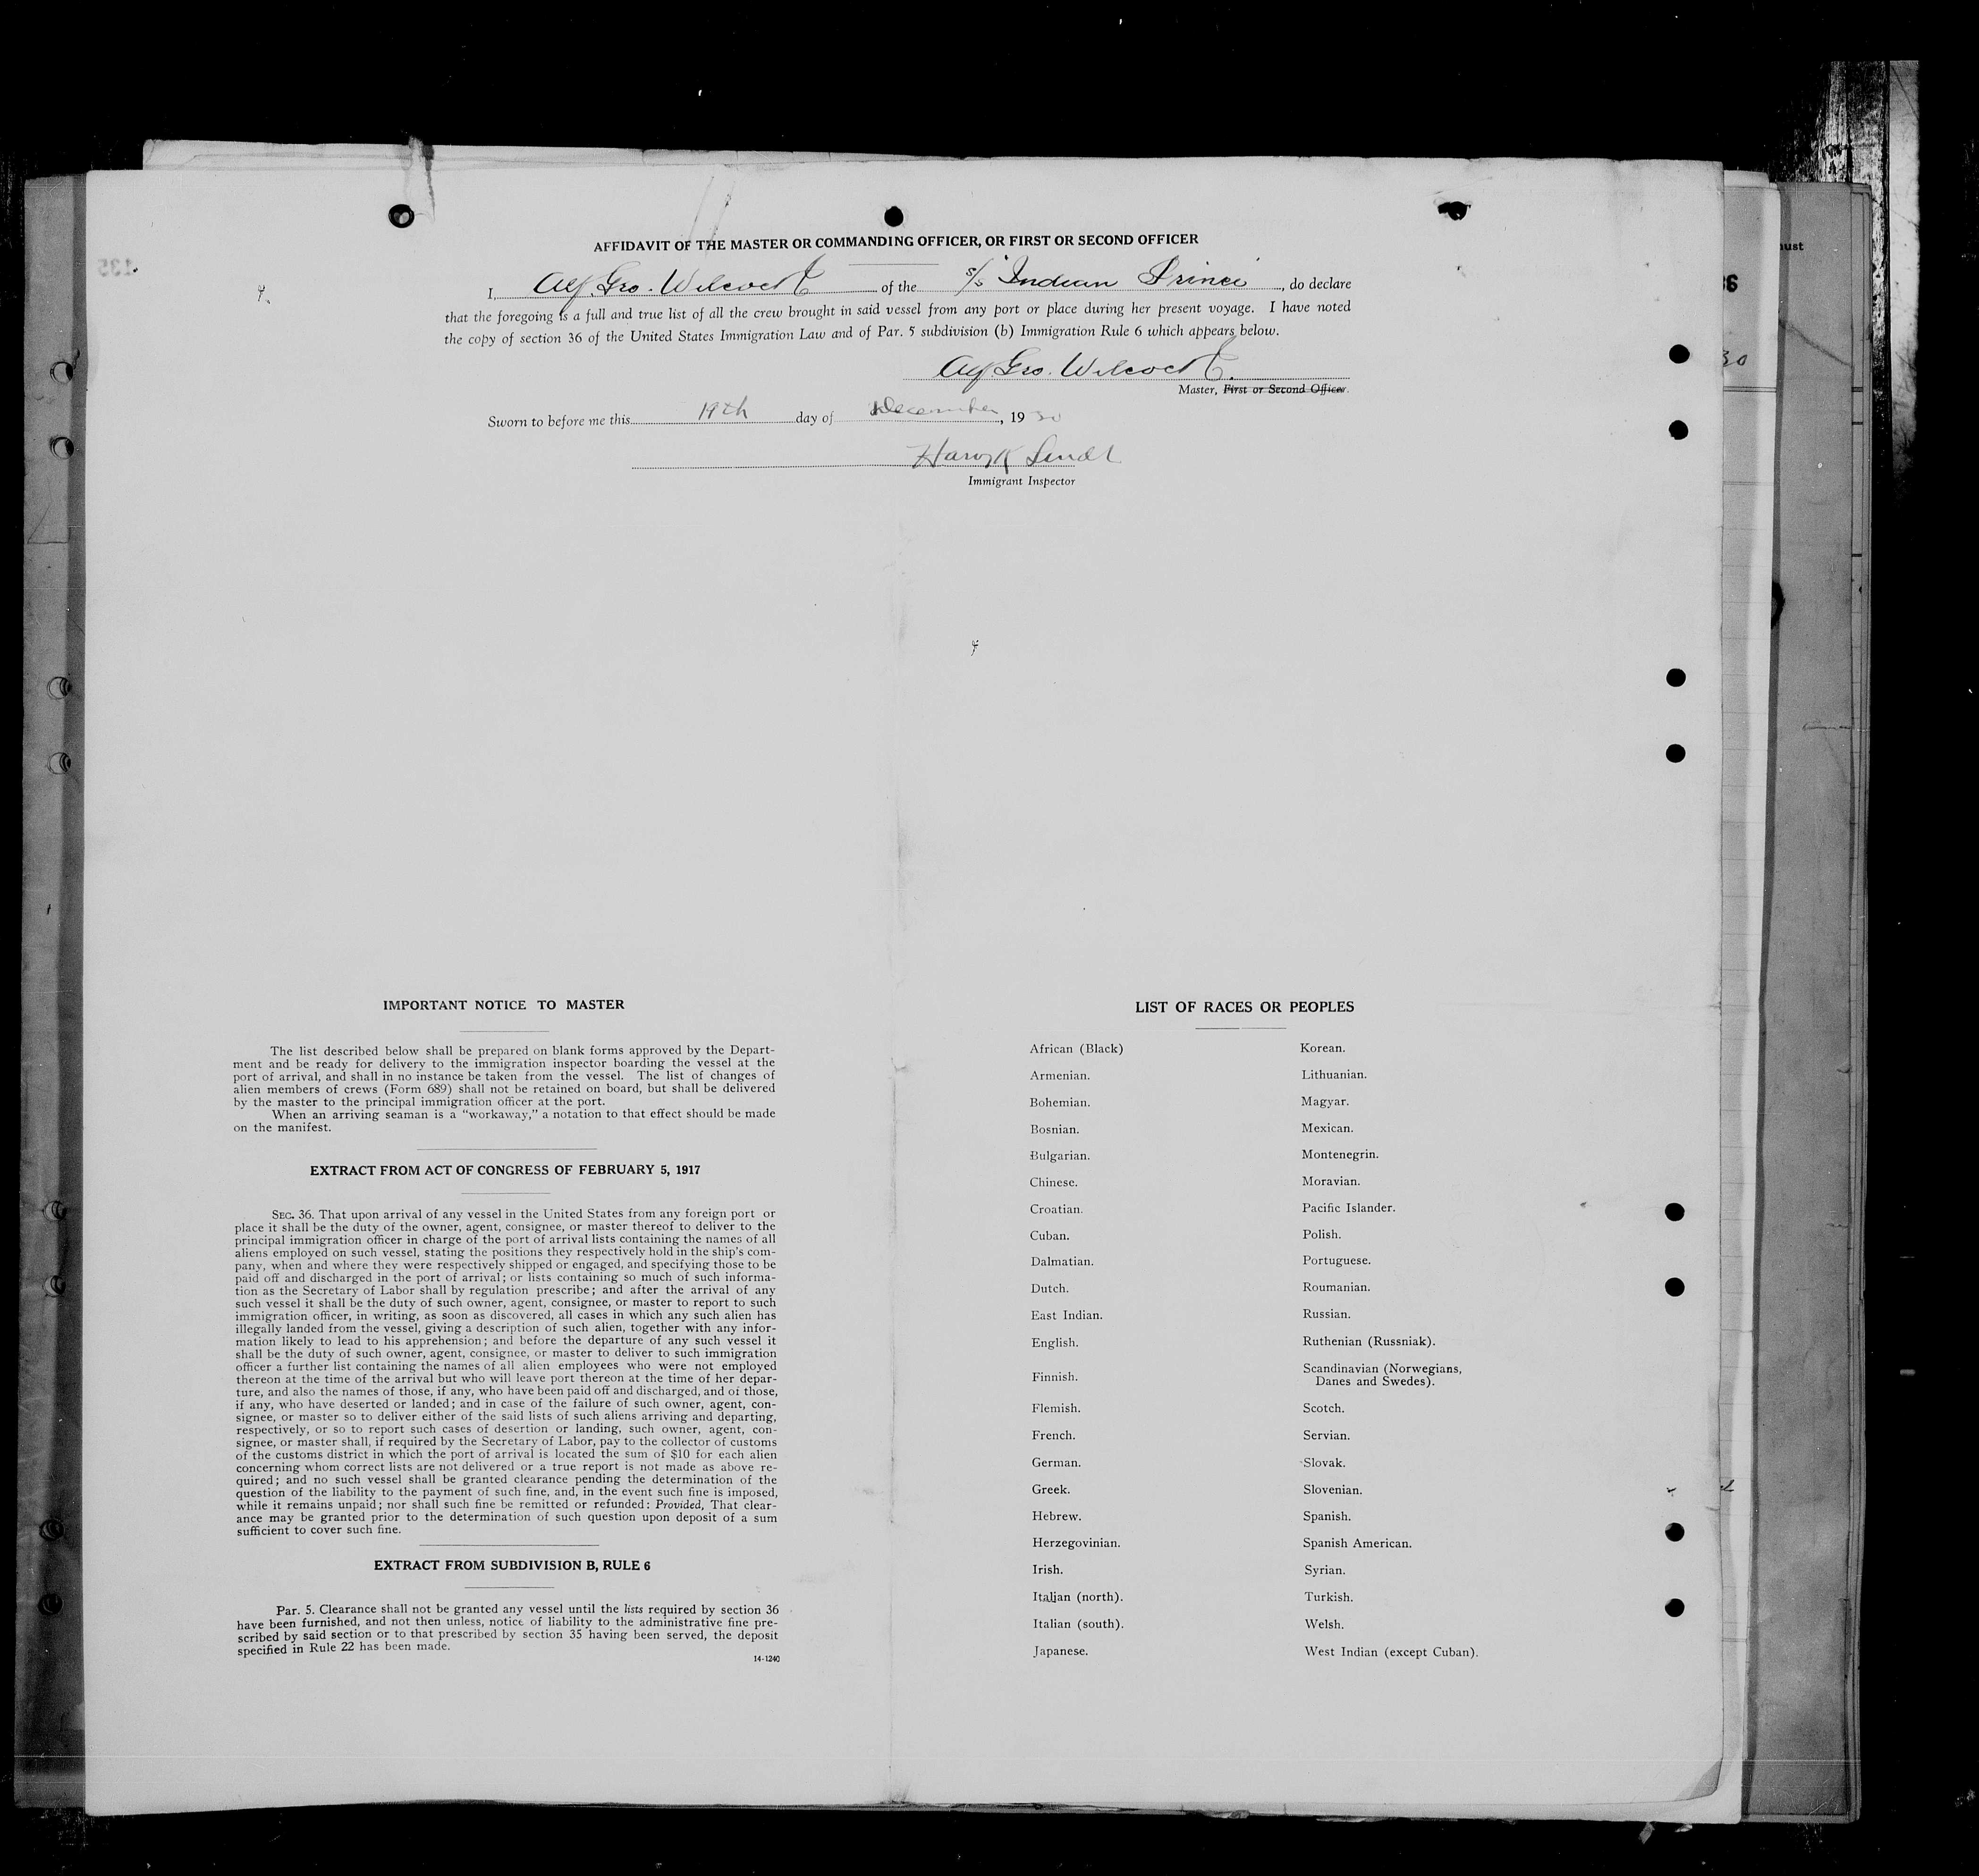 AFFIDAVIT OF THE MASTER OR COMMANDING OFFICER, OR FIRST OR SECOND OFFICER
I, Alf. Geo. Wilcock of the s/s "Indian Prince", do declare
that the foregoing is a full and true list of all the crew brought in said vessel from any port or place during her present voyage. I have noted
the copy of section 36 of the United States Immigration Law and of Par. 5 subdivision (b) Immigration Rule 6 which appears below.
Alf. Geo. Wilcock
Master, First or Second Officer.
Sworn to before me this 19th day of December, 1930
Immigrant Inspector
IMPORTANT NOTICE TO MASTER
The list described below shall be prepared on blank forms approved by the Depart-
ment and be ready for delivery to the immigration inspector boarding the vessel at the
port of arrival, and shall in no instance be taken from the vessel. The list of changes of
alien members of crews (Form 689) shall not be retained on board, but shall be delivered
by the master to the principal immigration officer at the port.
When an arriving seaman is a "workaway," a notation to that effect should be made
on the manifest.
EXTRACT FROM ACT OF CONGRESS OF FEBRUARY 5, 1917
SEC. 36. That upon arrival of any vessel in the United States from any foreign port or
place it shall be the duty of the owner, agent, consignee, or master thereof to deliver to the
principal immigration officer in charge of the port of arrival lists containing the names of all
aliens employed on such vessel, stating the positions they respectively hold in the ship's com-
pany, when and where they were respectively shipped or engaged, and specifying those to be
paid off and discharged in the port of arrival; or lists containing so much of such informa-
tion as the Secretary of Labor shall by regulation prescribe; and after the arrival of any
such vessel it shall be the duty of such owner, agent, consignee, or master to report to such
immigration officer, in writing, as soon as discovered, all cases in which any such alien has
illegally landed from the vessel, giving a description of such alien, together with any infor-
mation likely to lead to his apprehension; and before the departure of any such vessel it
shall be the duty of such owner, agent, consignee, or master to deliver to such immigration
officer a further list containing the names of all alien employees who were not employed
thereon at the time of the arrival but who will leave port thereon at the time of her depar-
ture, and also the names of those, if any, who have been paid off and discharged, and of those,
if any, who have deserted or landed; and in case of the failure of such owner, agent, con-
signee, or master so to deliver either of the said lists of such aliens arriving and departing,
respectively, or so to report such cases of desertion or landing, such owner, agent, con-
signee, or master shall, if required by the Secretary of Labor, pay to the collector of customs
of the customs district in which the port of arrival is located the sum of $10 for each alien
concerning whom correct lists are not delivered or a true report is not made as above re-
quired; and no such vessel shall be granted clearance pending the determination of the
question of the liability to the payment of such fine, and, in the event such fine is imposed,
while it remains unpaid; nor shall such fine be remitted or refunded: Provided, That clear-
ance may be granted prior to the determination of such question upon deposit of a sum
sufficient to cover such fine.
EXTRACT FROM SUBDIVISION B, RULE 6
Par. 5. Clearance shall not be granted any vessel until the lists required by section 36
have been furnished, and not then unless, notice of liability to the administrative fine pre-
scribed by said section or to that prescribed by section 35 having been served, the deposit
specified in Rule 22 has been made.
14-1240
LIST OF RACES OR PEOPLES
African (Black)
Armenian.
Bohemian.
Bosnian.
Bulgarian.
Chinese.
Croatian.
Cuban.
Dalmatian.
Dutch.
East Indian.
English.
Finnish.
Flemish.
French.
German.
Greek.
Hebrew.
Herzegovinian.
Irish.
Italian (north).
Italian (south).
Japanese.
Korean.
Lithuanian.
Magyar.
Mexican.
Montenegrin.
Moravian.
Pacific Islander.
Polish.
Portuguese.
Roumanian.
Russian.
Ruthenian (Russniak).
Scandinavian (Norwegians,
Danes and Swedes).
Scotch.
Servian.
Slovak.
Slovenian.
Spanish.
Spanish American.
Syrian.
Turkish.
Welsh.
West Indian (except Cuban).